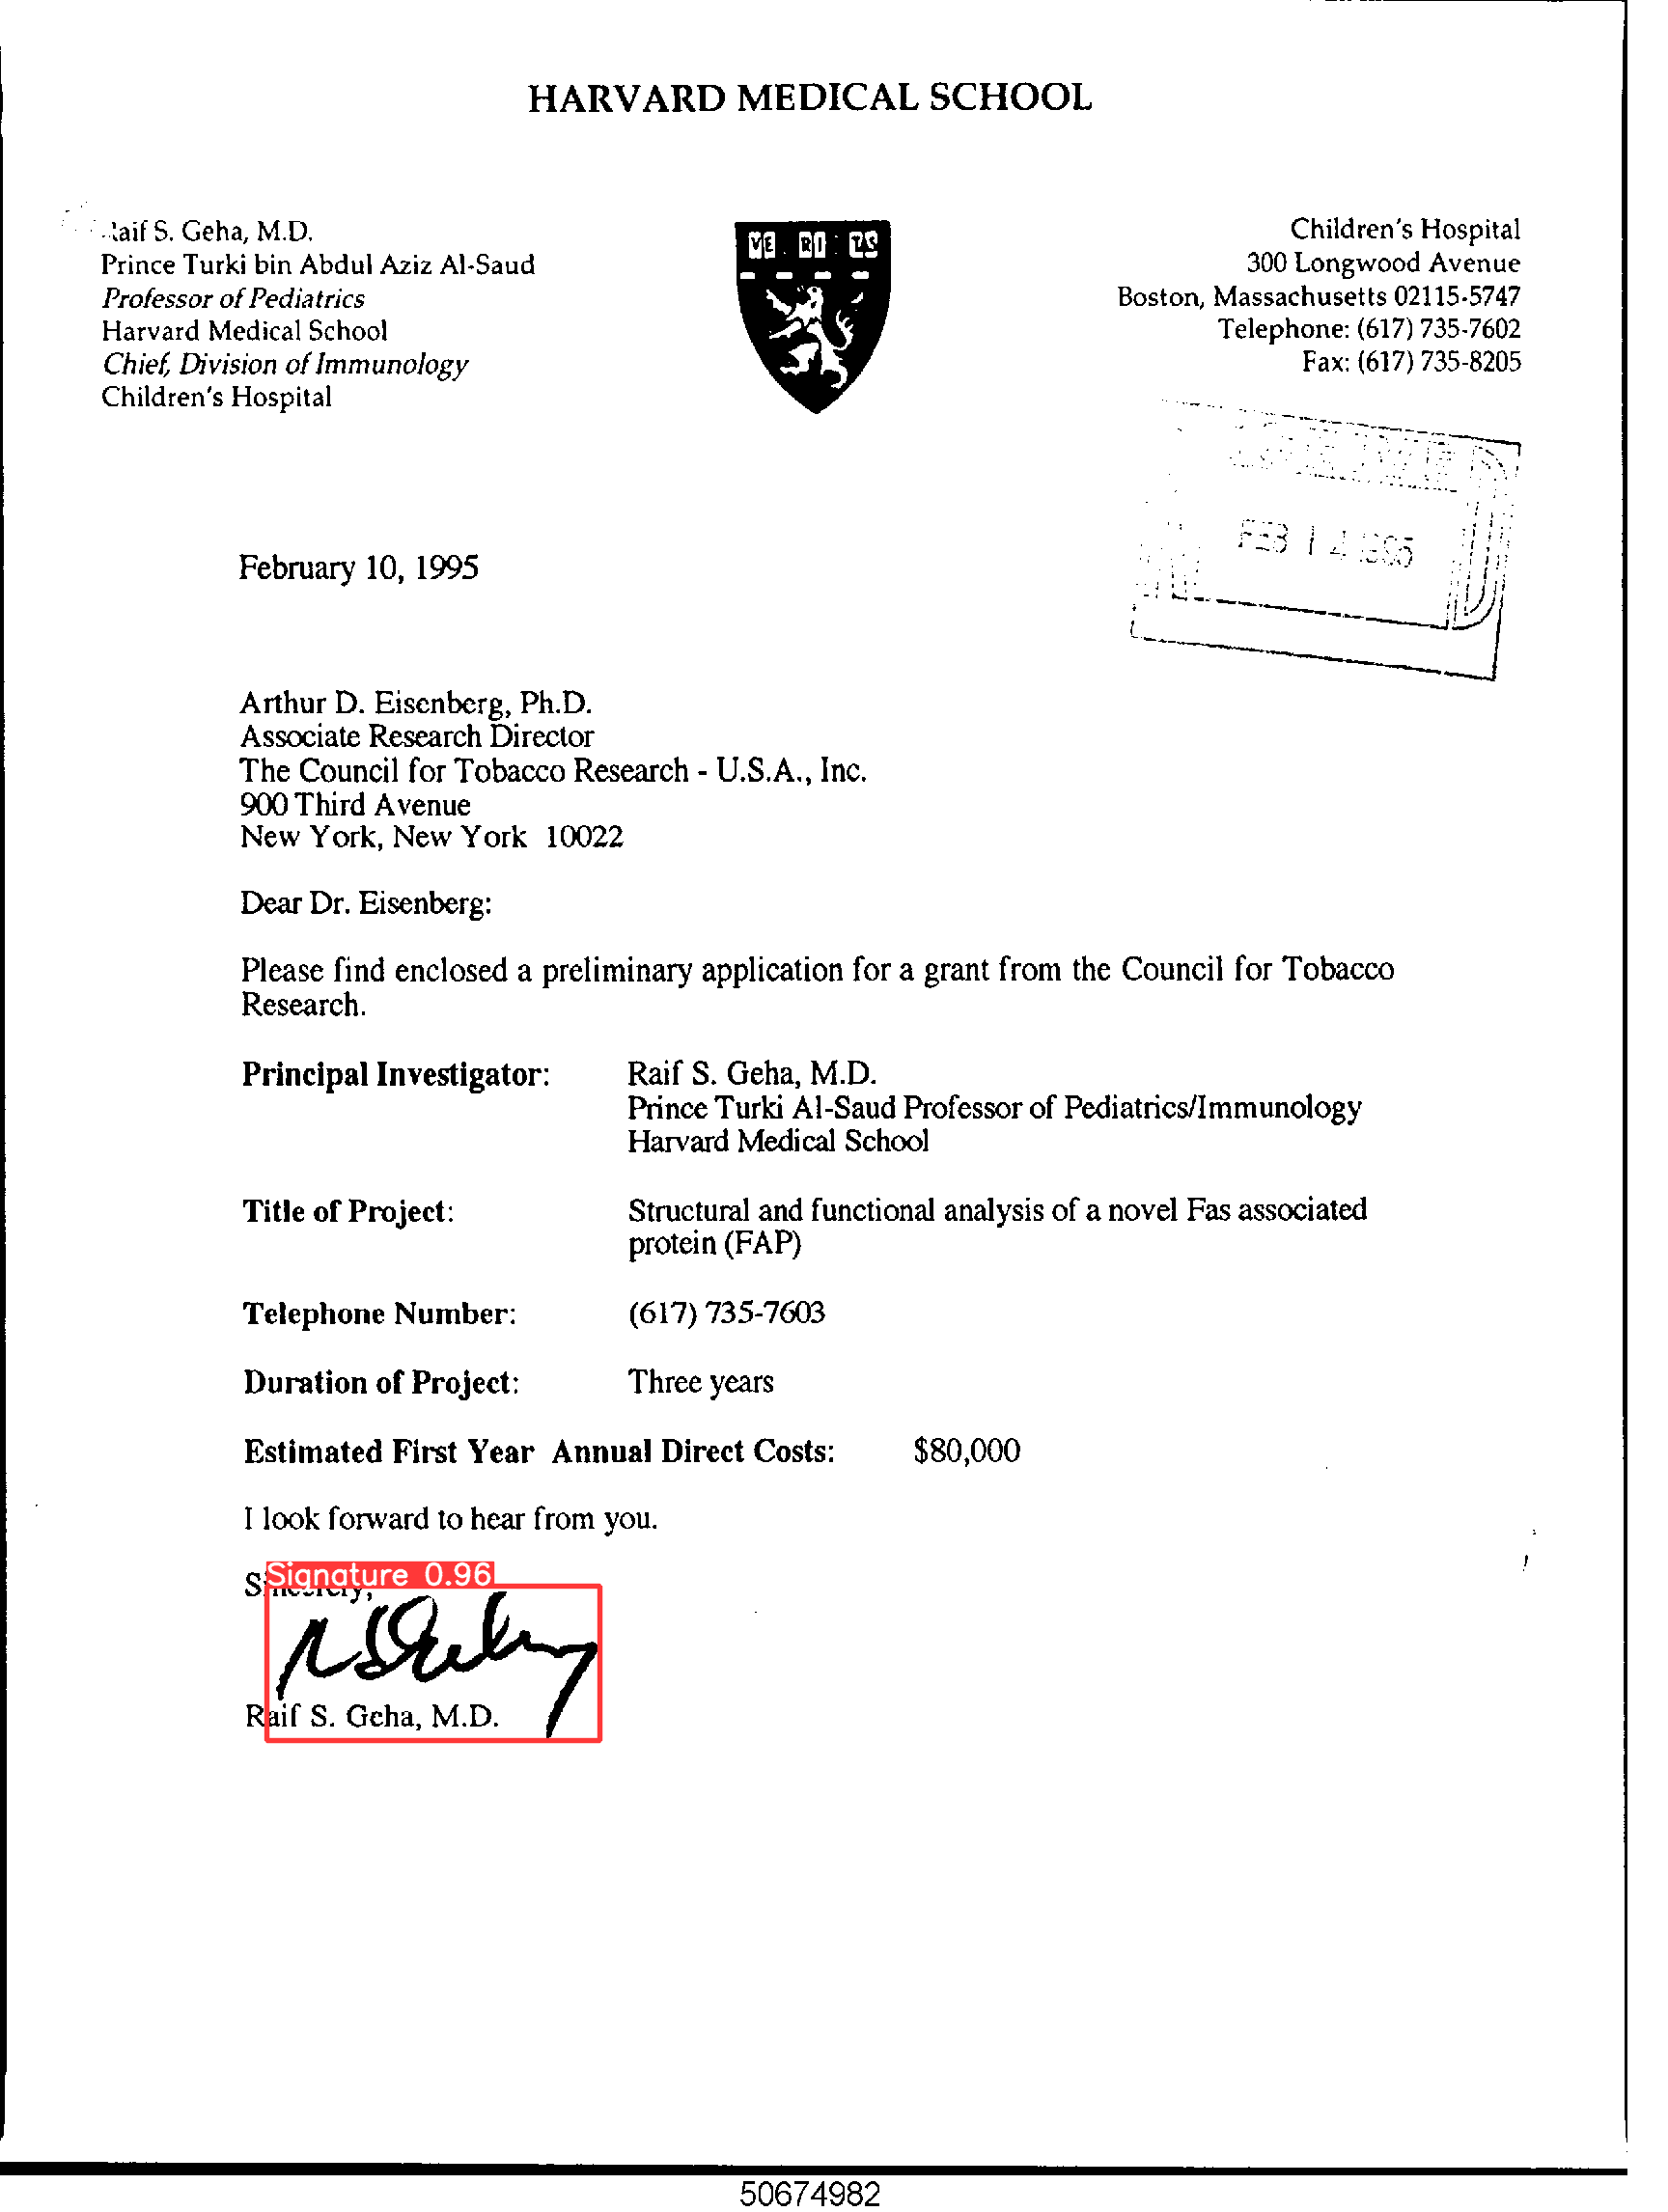 HARVARD MEDICAL SCHOOL
Raif S. Geha, M.D.
Prince Turki bin Abdul Aziz Al-Saud
Professor of Pediatrics
Harvard Medical School
Chief, Division of Immunology
Children's Hospital
VE RI TS
Children's Hospital
300 Longwood Avenue
Boston, Massachusetts 02115-5747
Telephone: (617) 735-7602
Fax: (617) 735-8205
FEB 14 1995
February 10, 1995
Arthur D. Eisenberg, Ph.D.
Associate Research Director
The Council for Tobacco Research - U.S.A., Inc.
900 Third Avenue
New York, New York 10022
Dear Dr. Eisenberg:
Please find enclosed a preliminary application for a grant from the Council for Tobacco
Research.
Principal Investigator: Raif S. Geha, M.D.
Prince Turki Al-Saud Professor of Pediatrics/Immunology
Harvard Medical School
Title of Project: Structural and functional analysis of a novel Fas associated
protein (FAP)
Telephone Number: (617) 735-7603
Duration of Project: Three years
Estimated First Year Annual Direct Costs: $80,000
I look forward to hear from you.
Sincerely,
Signature 0.96
Raif S. Geha, M.D.
50674982